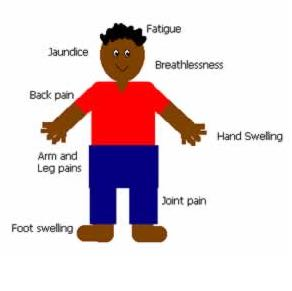 Fatigue
Jaundice
Breathlessness
Back pain
Hand Swelling
Arm and
Leg pains
Joint pain
Foot swelling